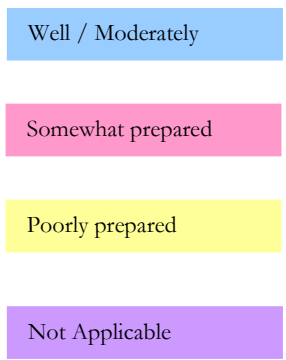 Well / Moderately
Somewhat prepared
Poorly prepared
Not Applicable